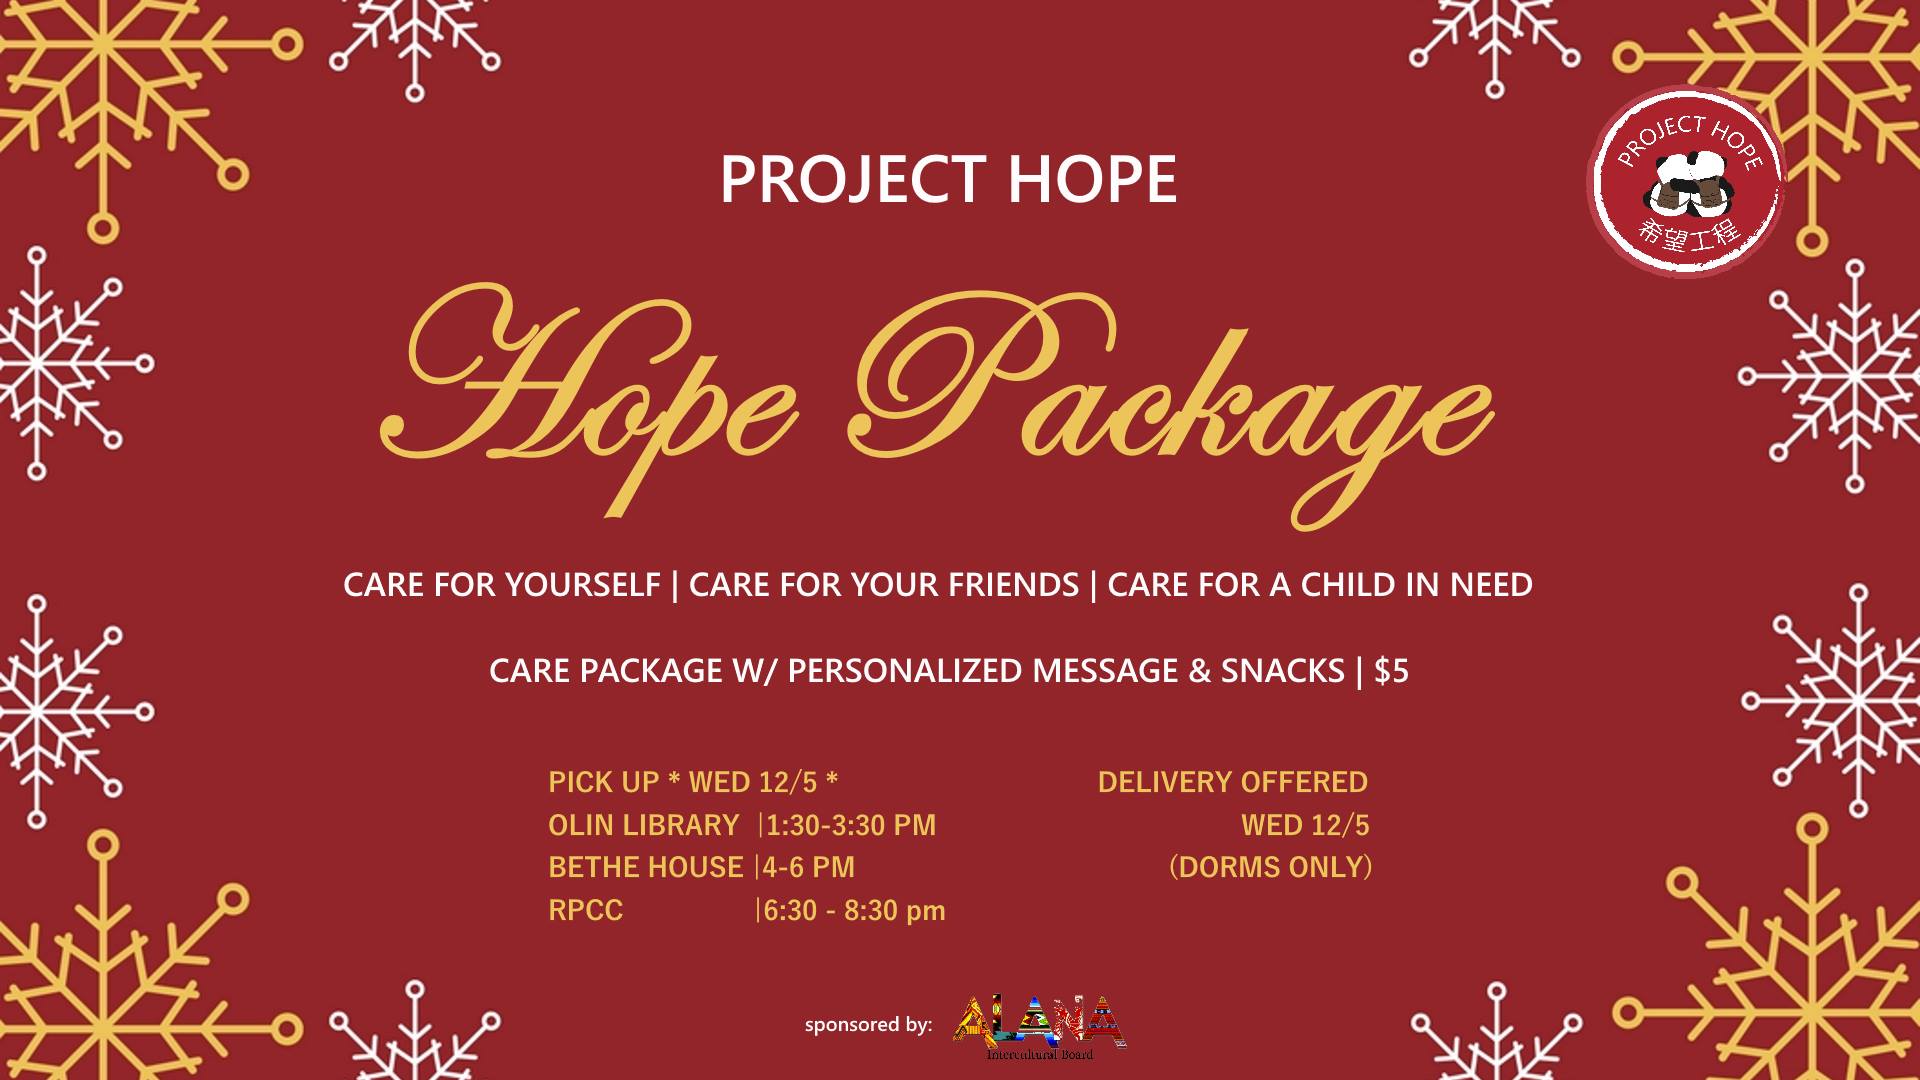 PROJECT HOPE
PROJECT HOPE
希望工程
Hope Package
CARE FOR YOURSELF | CARE FOR YOUR FRIENDS | CARE FOR A CHILD IN NEED
CARE PACKAGE W/ PERSONALIZED MESSAGE & SNACKS | $5
PICK UP * WED 12/5 *
OLIN LIBRARY |1:30-3:30 PM
BETHE HOUSE |4-6 PM
RPCC |6:30 - 8:30 pm
DELIVERY OFFERED
WED 12/5
(DORMS ONLY)
sponsored by:
ALANA
Intercultural Board